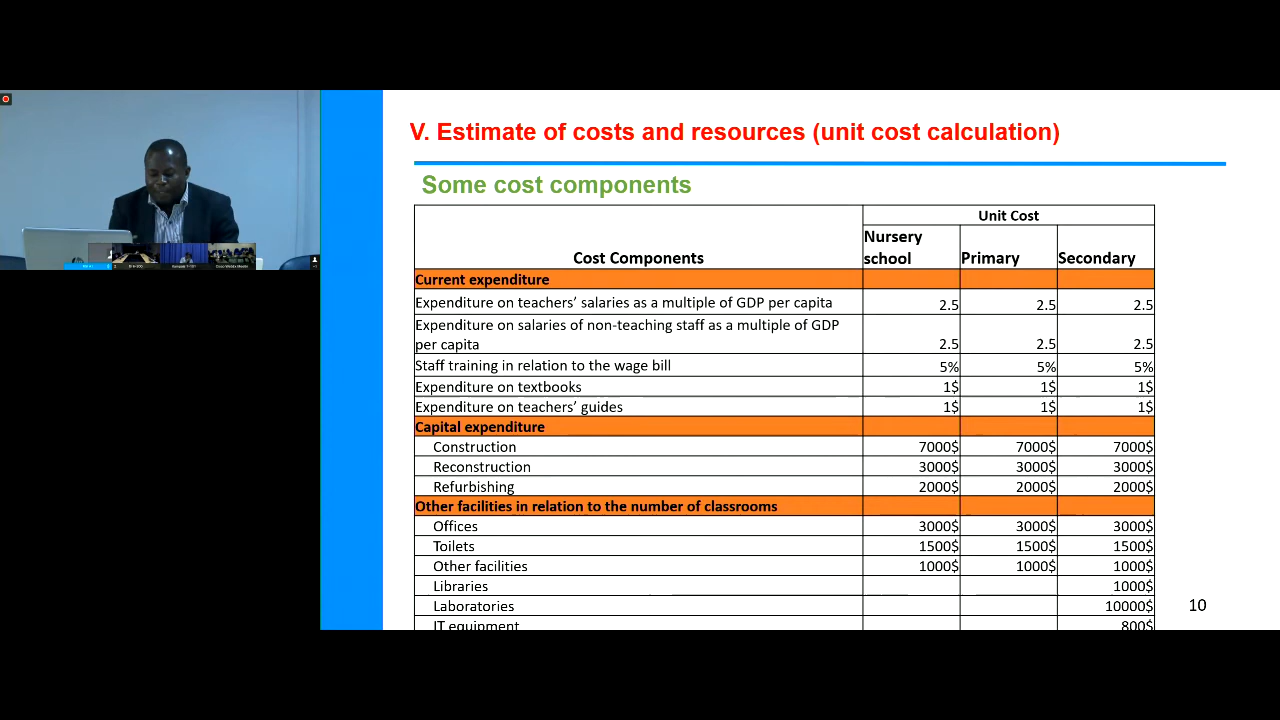 V. Estimate of costs and resources (unit cost calculation)
Some cost components
Unit Cost
Cost Components
Nursery school
Primary
Secondary
Current expenditure
Expenditure on teachers’ salaries as a multiple of GDP per capita 2.5 2.5 2.5
Expenditure on salaries of non-teaching staff as a multiple of GDP
per capita 2.5 2.5 2.5
Staff training in relation to the wage bill 5% 5% 5%
Expenditure on textbooks 1$ 1$ 1$
Expenditure on teachers’ guides 1$ 1$ 1$
Capital expenditure
Construction 7000$ 7000$ 7000$
Reconstruction 3000$ 3000$ 3000$
Refurbishing 2000$ 2000$ 2000$
Other facilities in relation to the number of classrooms
Offices 3000$ 3000$ 3000$
Toilets 1500$ 1500$ 1500$
Other facilities 1000$ 1000$ 1000$
Libraries 1000$
Laboratories 10000$
IT equipment 800$
10